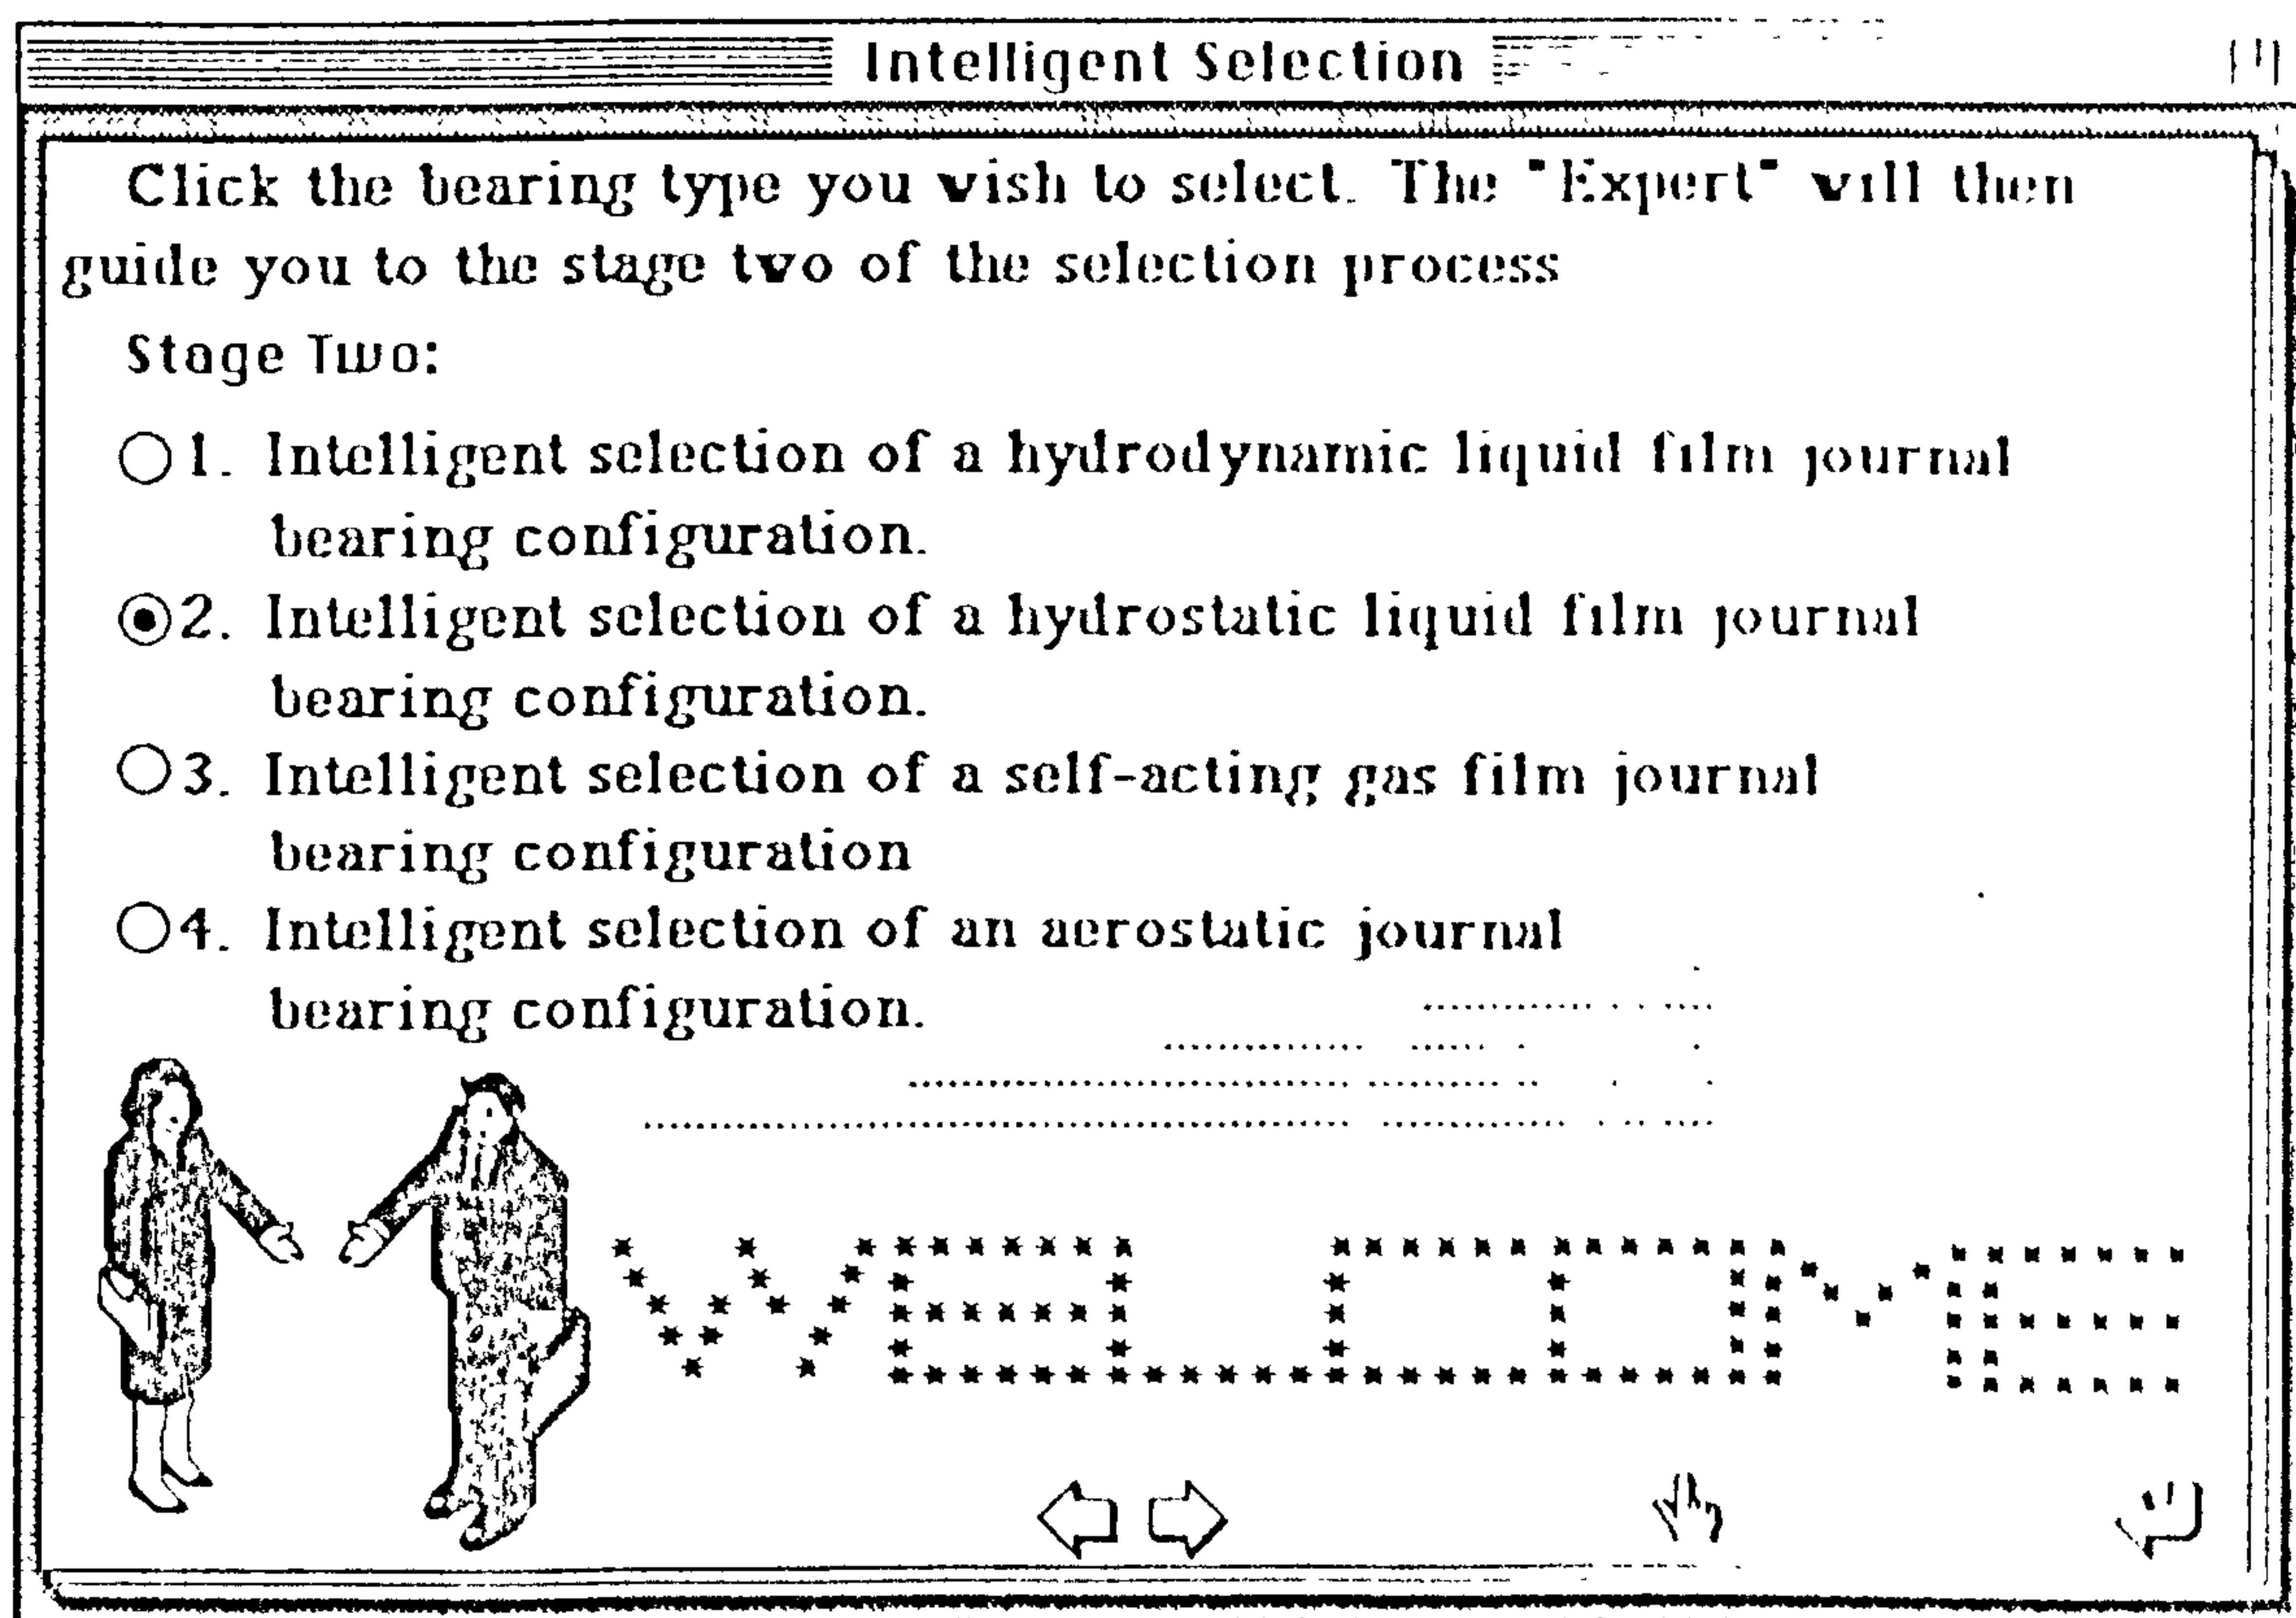 Intelligent Selection
Click the bearing type you wish to select. The "Expert" will then
guide you to the stage two of the selection process
Stage Two:
1. Intelligent selection of a hydrodynamic liquid film journal
bearing configuration.
2. Intelligent selection of a hydrostatic liquid film journal
bearing configuration.
3. Intelligent selection of a self-acting gas film journal
bearing configuration
4. Intelligent selection of an aerostatic journal
bearing configuration.
WELCOME